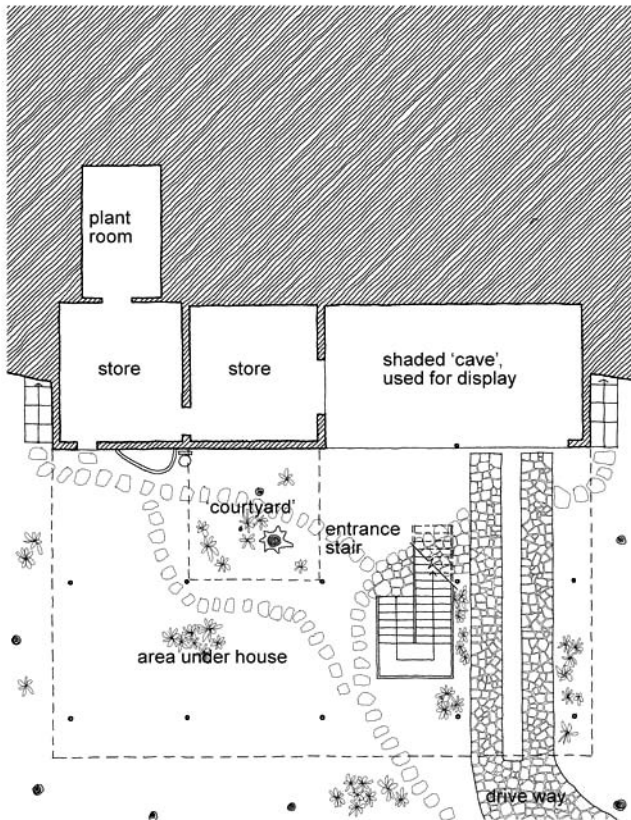 plant
room
store
store
shaded 'cave',
used for display
'courtyard'
entrance
stair
area under house
drive way